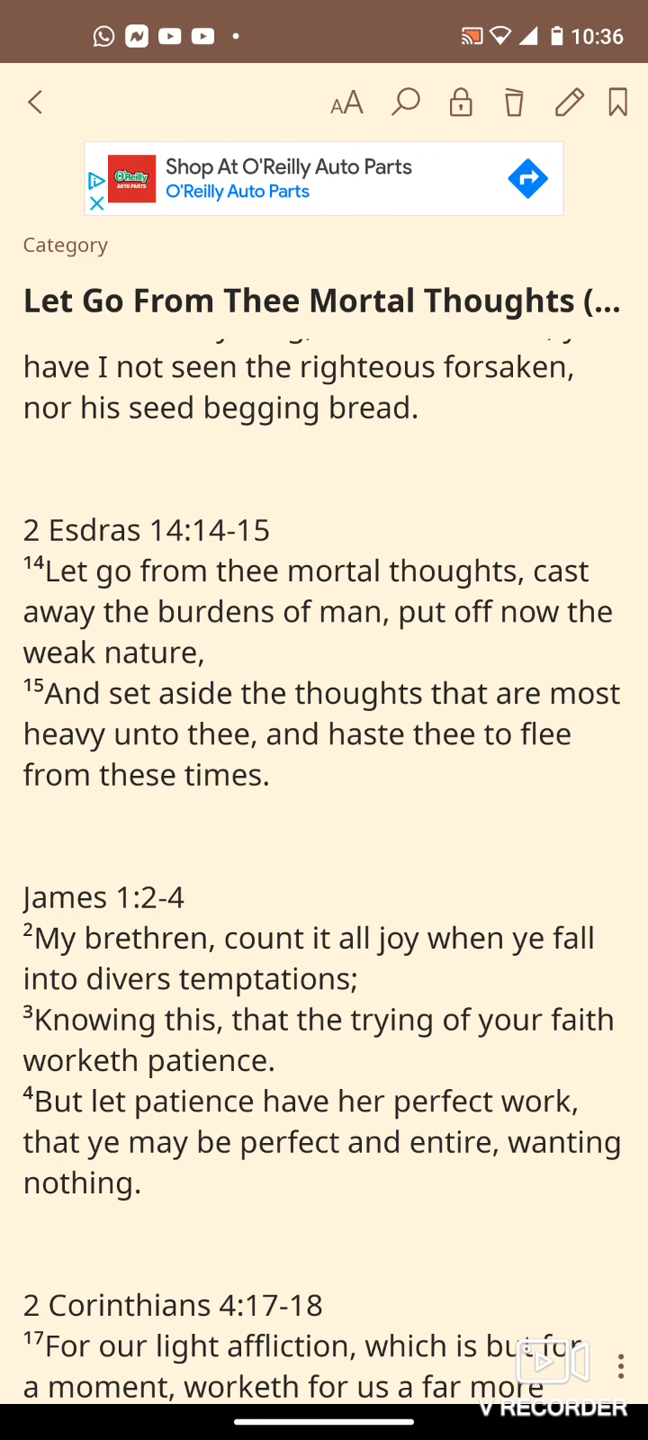 10:36
AA
Shop At O'Reilly Auto Parts
O'Reilly Auto Parts
O'Reilly
AUTO PARTS
Category
Let Go From Thee Mortal Thoughts (...
have I not seen the righteous forsaken,
nor his seed begging bread.
2 Esdras 14:14-15
¹⁴Let go from thee mortal thoughts, cast
away the burdens of man, put off now the
weak nature,
¹⁵And set aside the thoughts that are most
heavy unto thee, and haste thee to flee
from these times.
James 1:2-4
²My brethren, count it all joy when ye fall
into divers temptations;
³Knowing this, that the trying of your faith
worketh patience.
⁴But let patience have her perfect work,
that ye may be perfect and entire, wanting
nothing.
2 Corinthians 4:17-18
¹⁷For our light affliction, which is but for
a moment, worketh for us a far more
V RECORDER